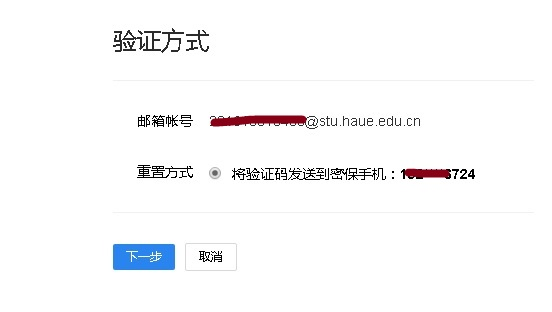 验证方式
邮箱帐号 @stu.haue.edu.cn
重置方式 将验证码发送到密保手机：6724
下一步 取消